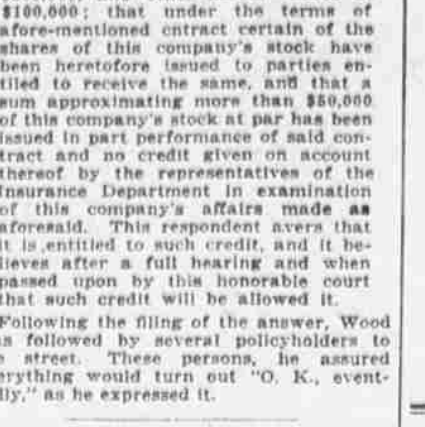 $100,000; that under the terms of
afore-mentioned cntract certain of the
shares of this company's stock have
been heretofore issued to parties en-
titled to receive the same, and that a
sum approximating more than $50,000
of this company's stock at par has been
issued in part performance of said con-
tract and no credit given on account
thereof by the representatives of the
Insurance Department in examination
of this company's affairs made as
aforesaid. This respondent avers that
it is entitled to such credit, and it be-
lieves after a full hearing and when
passed upon by this honorable court
that such credit will be allowed it.
Following the filing of the answer, Wood
as followed by several policyholders to
e street. These persons, he assured
erything would turn out "O. K., event-
lly," as he expressed it.